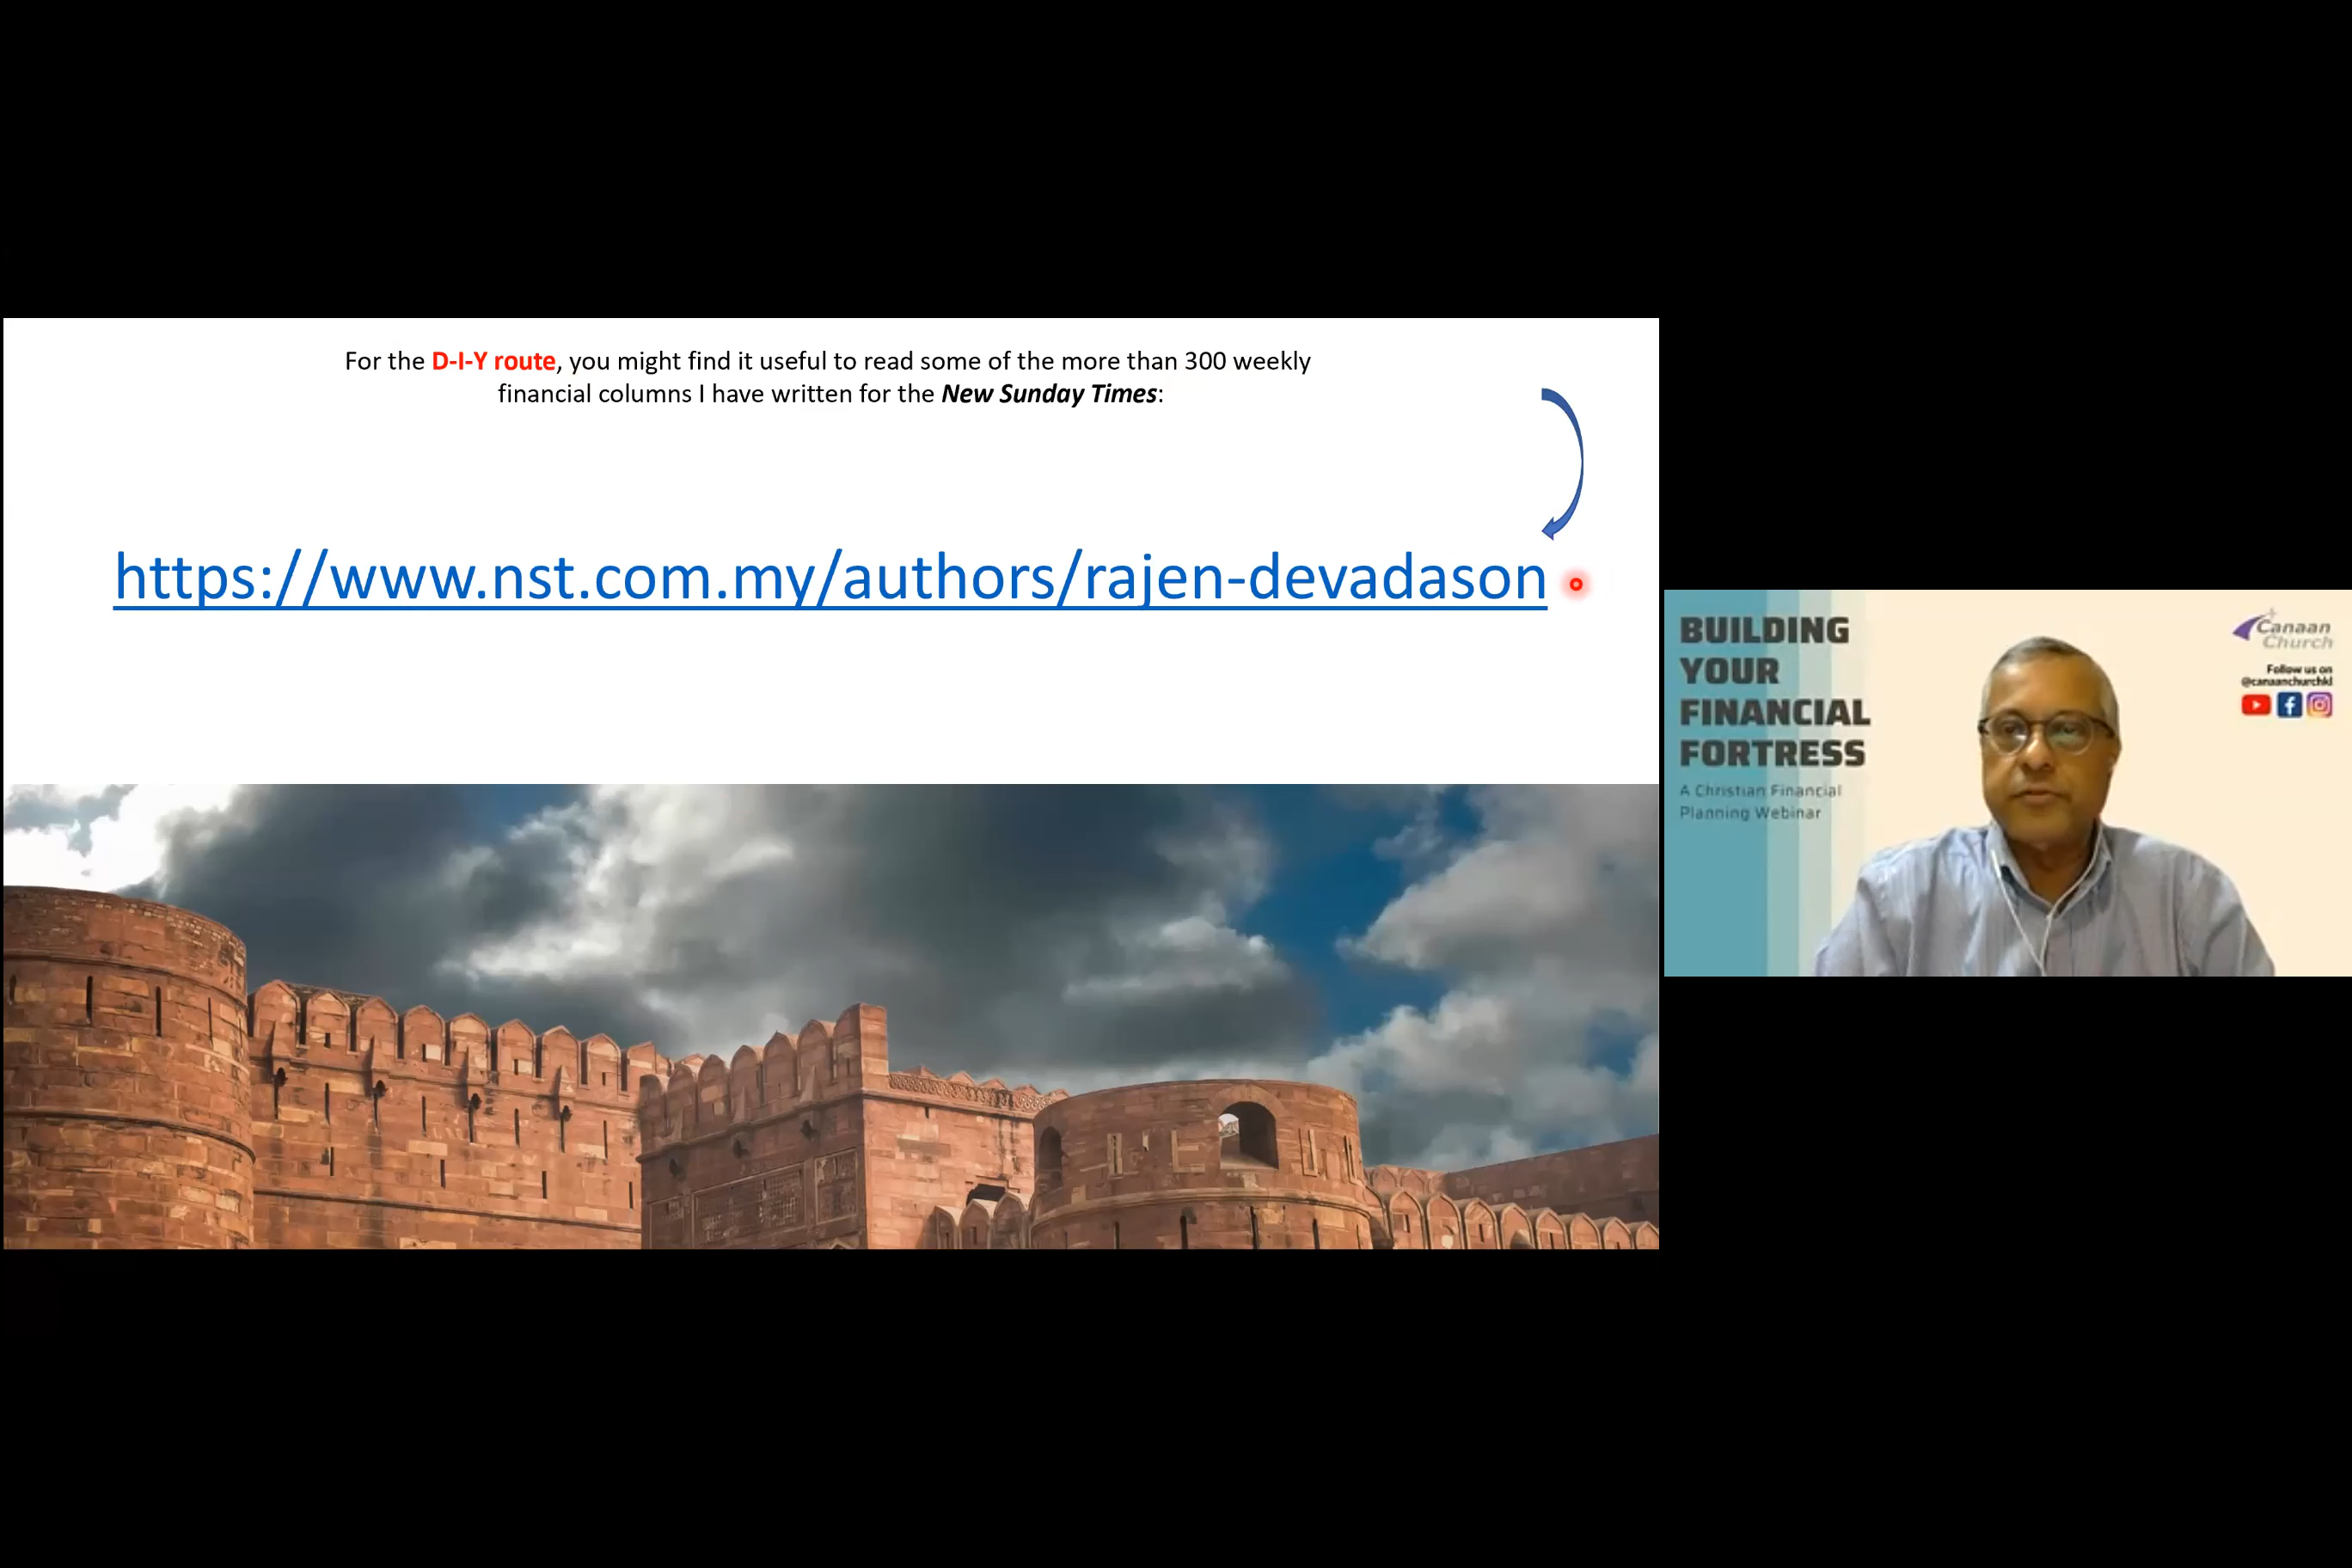 For the D-I-Y route, you might find it useful to read some of the more than 300 weekly
financial columns I have written for the New Sunday Times:
https://www.nst.com.my/authors/rajen-devadason
BUILDING
YOUR
FINANCIAL
FORTRESS
A Christian Financial
Planning Webinar
Canaan
Church
Follow us on
@canaanchurchkl